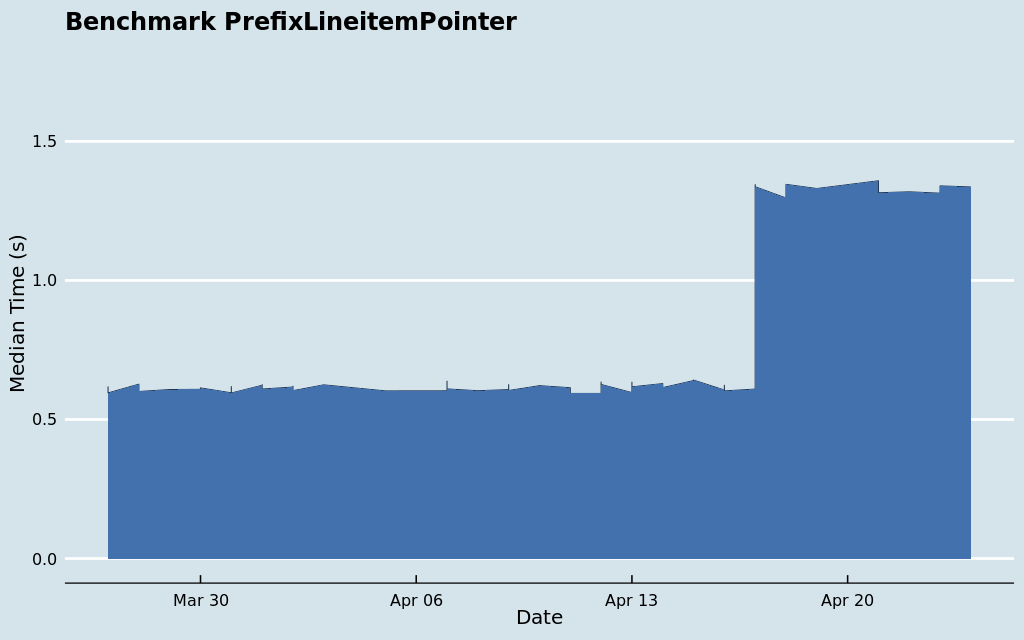 Benchmark PrefixLineitemPointer
1.5
1.0
0.5
0.0
Median Time (s)
Mar 30
Apr 06
Apr 13
Apr 20
Date